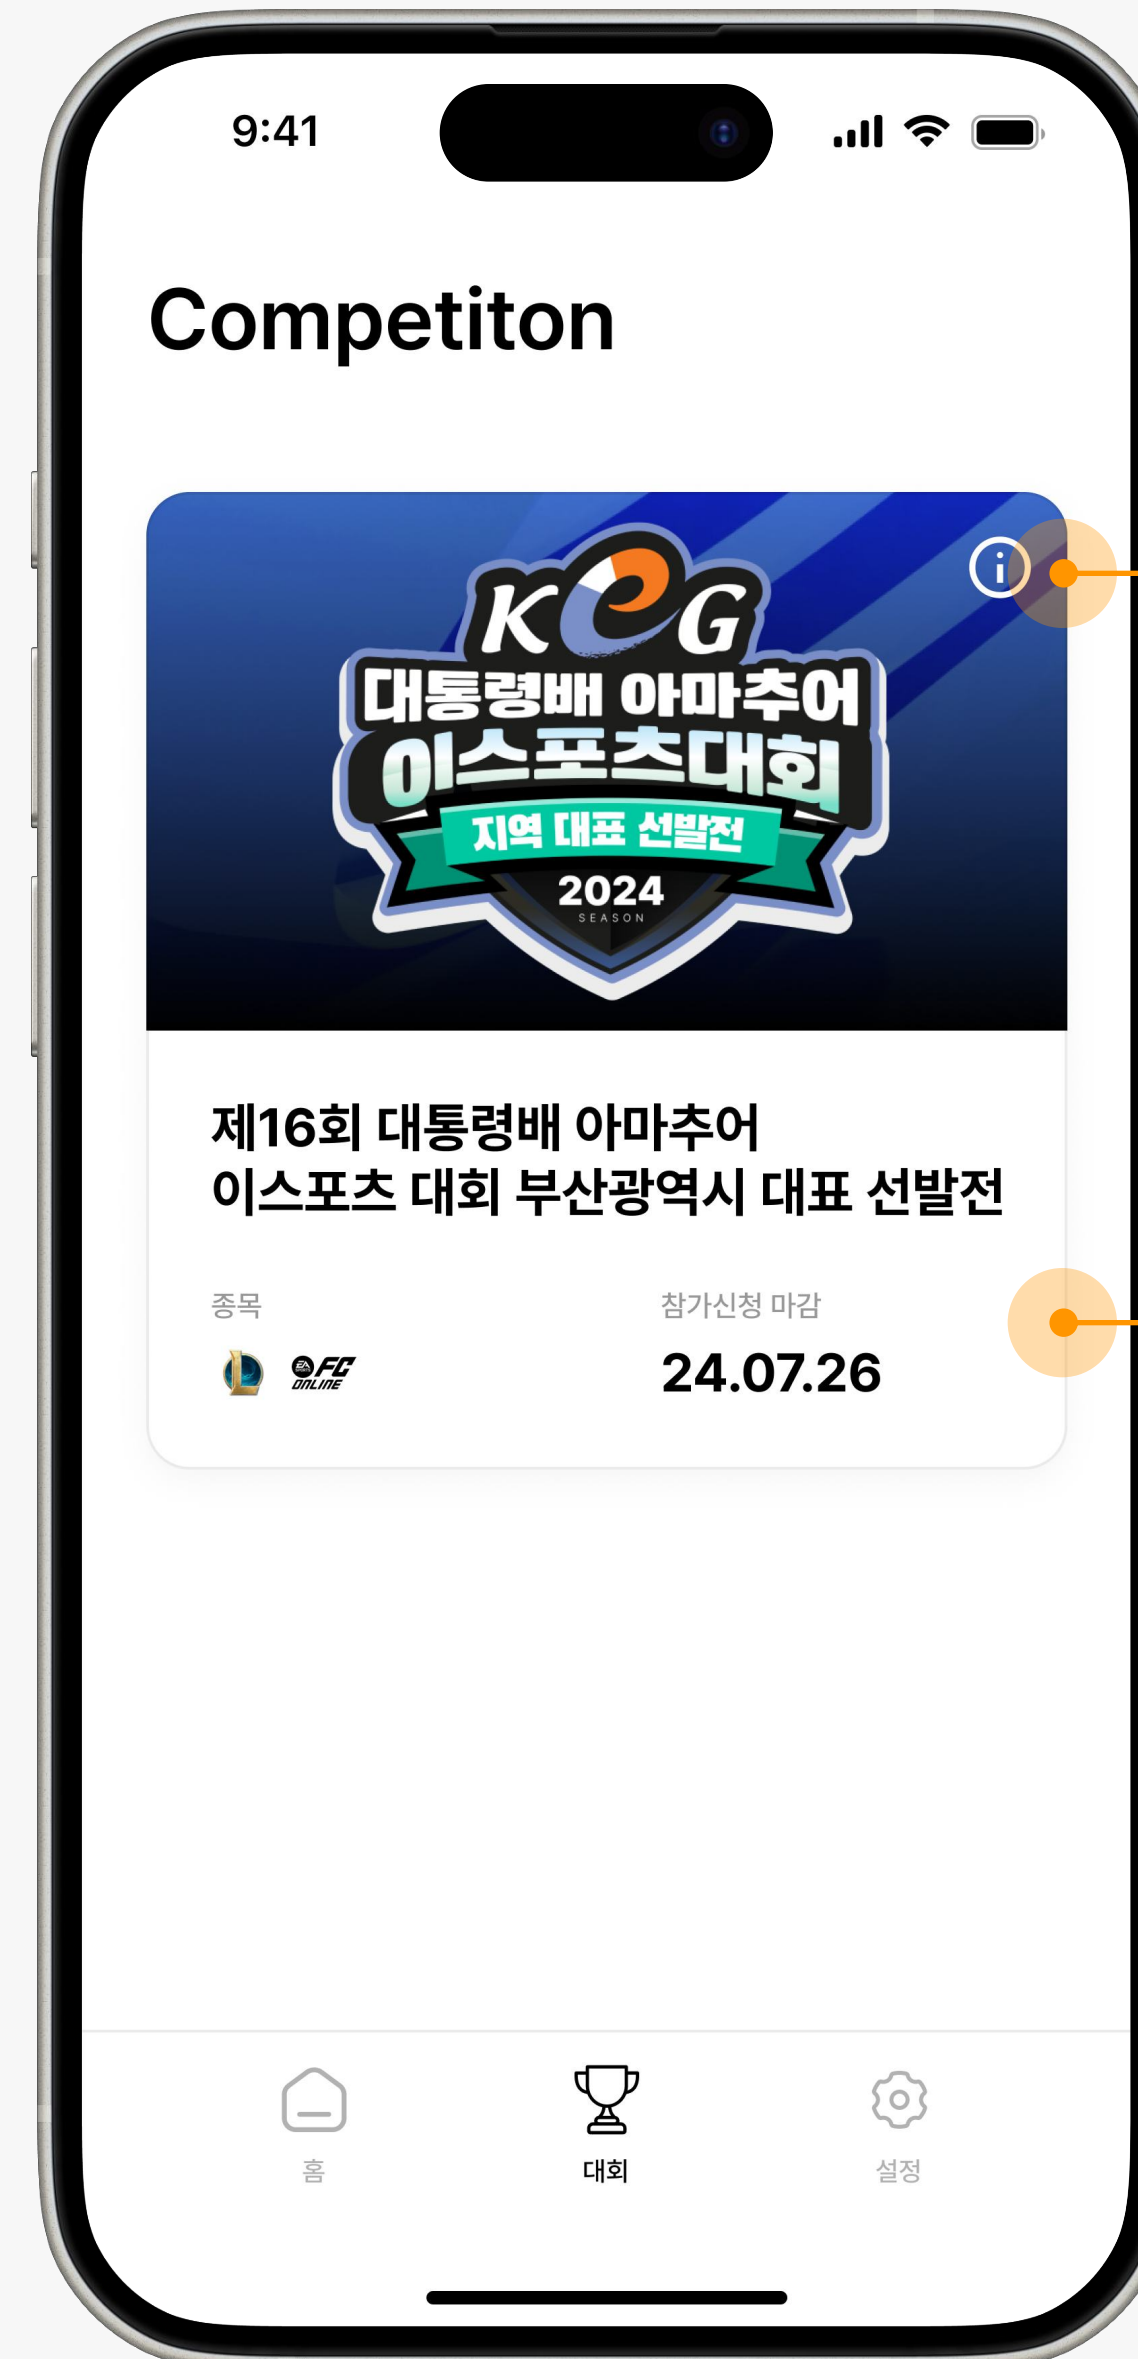 9:41
Competiton
KeG
대통령배 아마추어
이스포츠대회
지역 대표 선발전
2024
SEASON
제16회 대통령배 아마추어
이스포츠 대회 부산광역시 대표 선발전
종목
참가신청 마감
EA SPORTS FC
ONLINE
24.07.26
홈
대회
설정